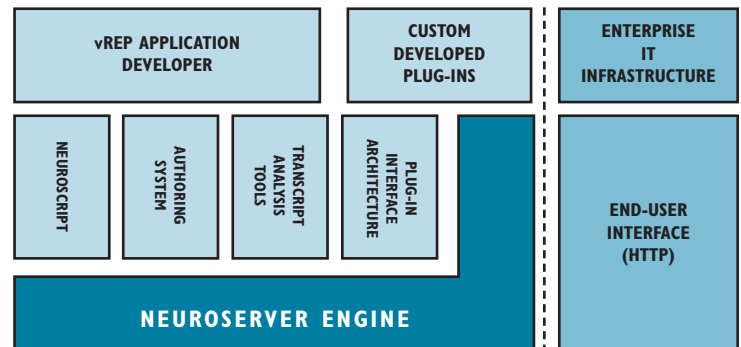 vREP APPLICATION
DEVELOPER
CUSTOM
DEVELOPED
PLUG-INS
ENTERPRISE
IT
INFRASTRUCTURE
NEUROSCRIPT
AUTHORING
SYSTEM
TRANSCRIPT
ANALYSIS
TOOLS
PLUG-IN
INTERFACE
ARCHITECTURE
END-USER
INTERFACE
(HTTP)
NEUROSERVER ENGINE